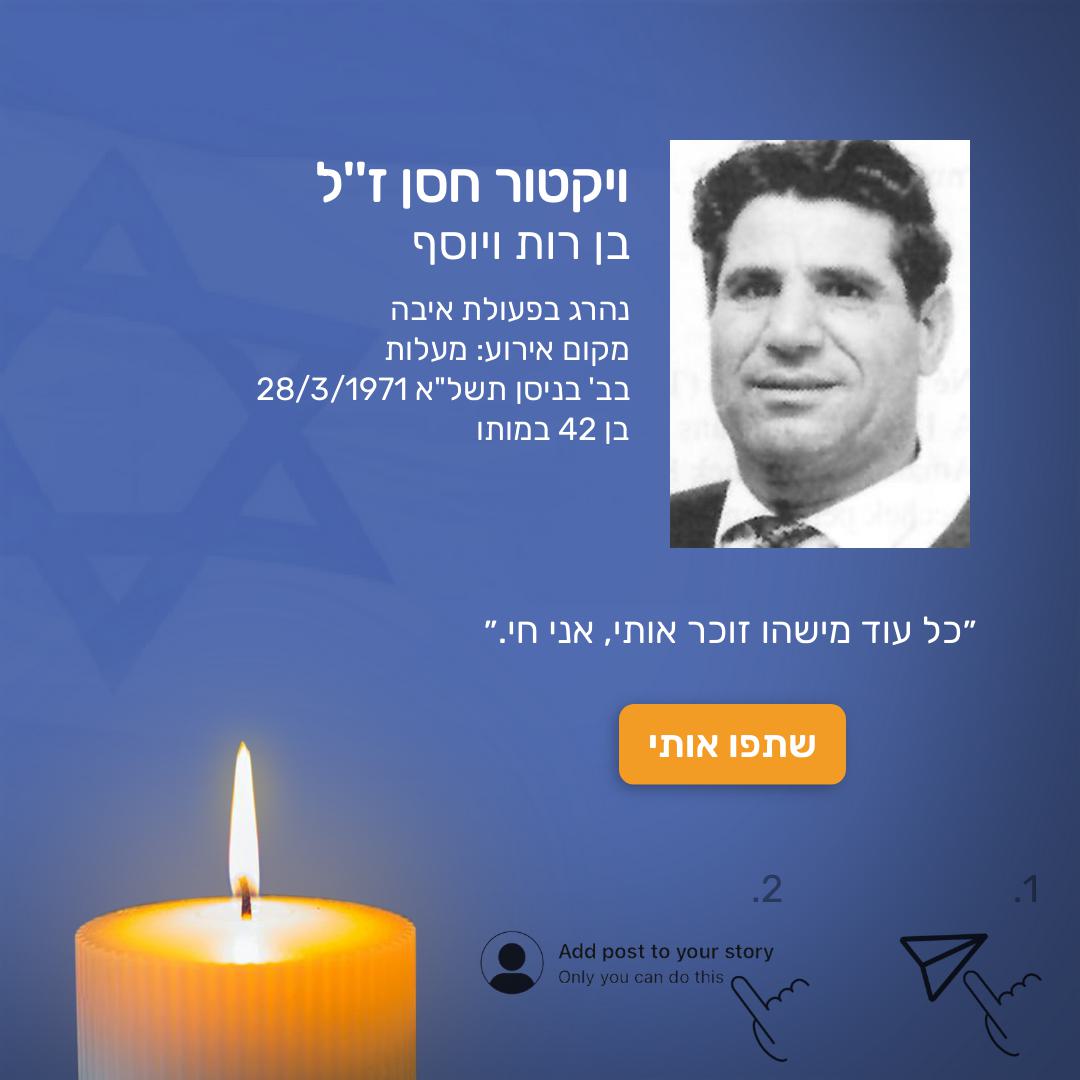 ויקטור חסן ז"ל
בן רות ויוסף
נהרג בפעולת איבה
מקום אירוע: מעלות
בב' בניסן תשל"א 28/3/1971
בן 42 במותו
"כל עוד מישהו זוכר אותי, אני חי."
שתפו אותי
1.
2.
Add post to your story
Only you can do this